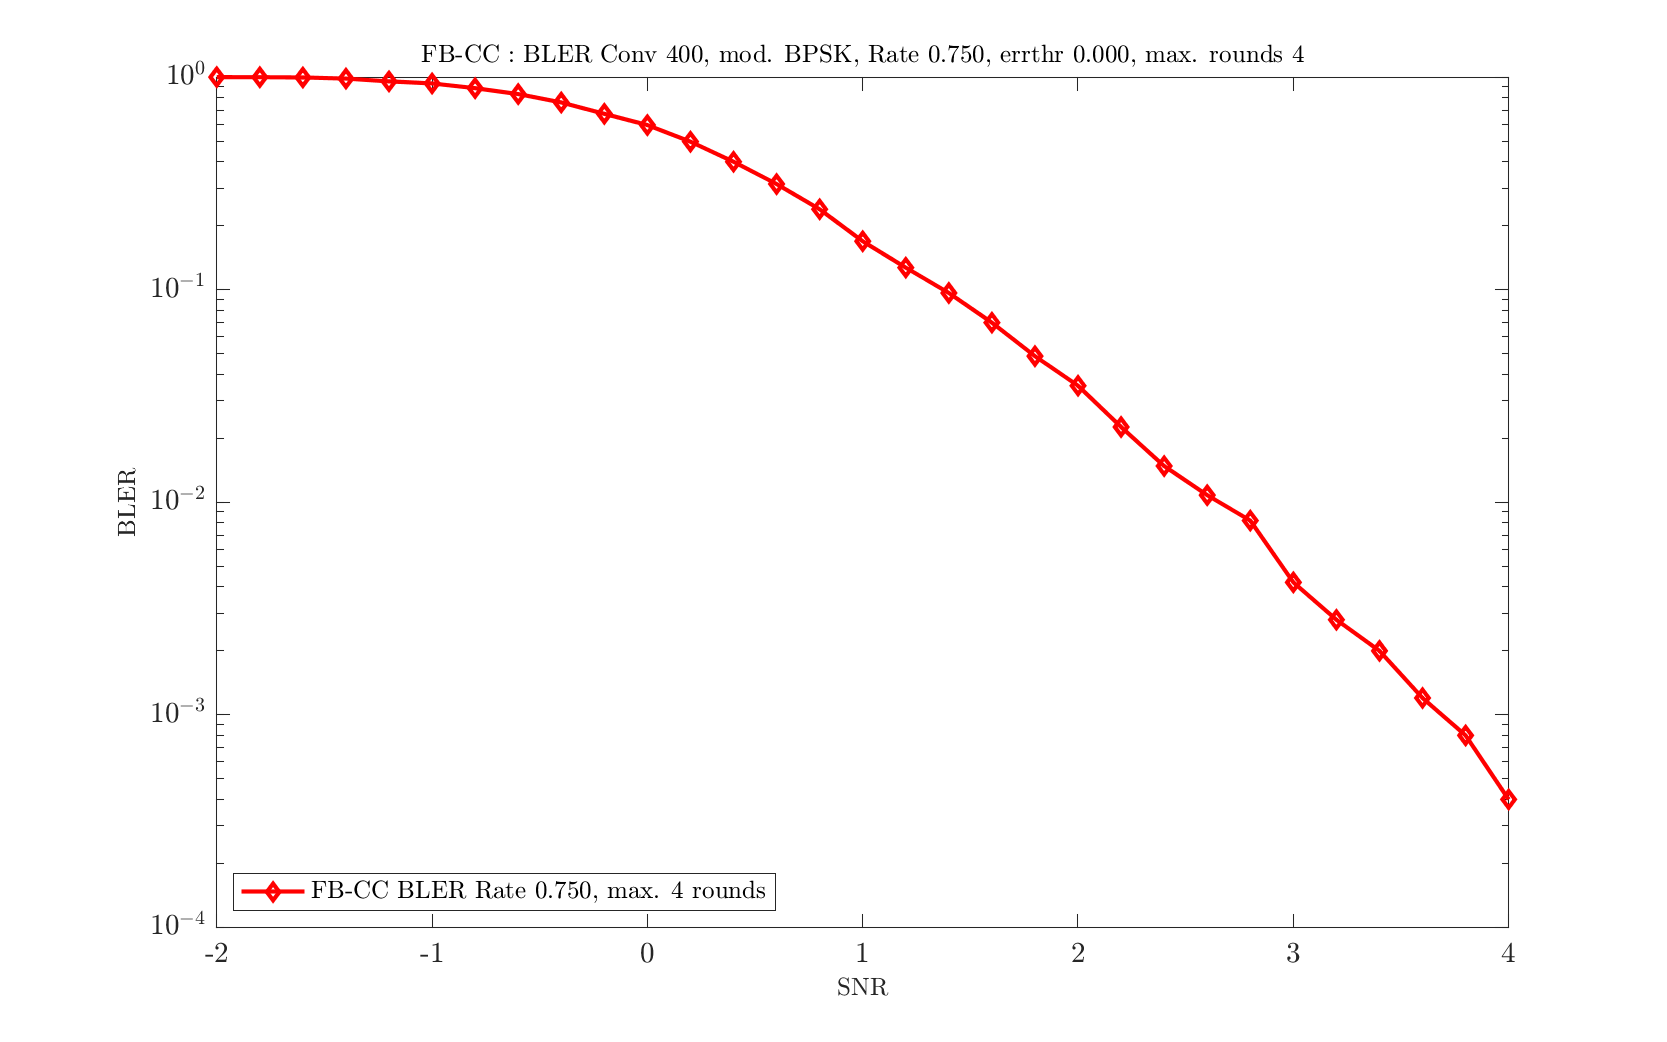 FB-CC : BLER Conv 400, mod. BPSK, Rate 0.750, errthr 0.000, max. rounds 4
10^0
10^−1
10^−2
10^−3
10^−4
BLER
FB-CC BLER Rate 0.750, max. 4 rounds
-2 -1 0 1 2 3 4
SNR